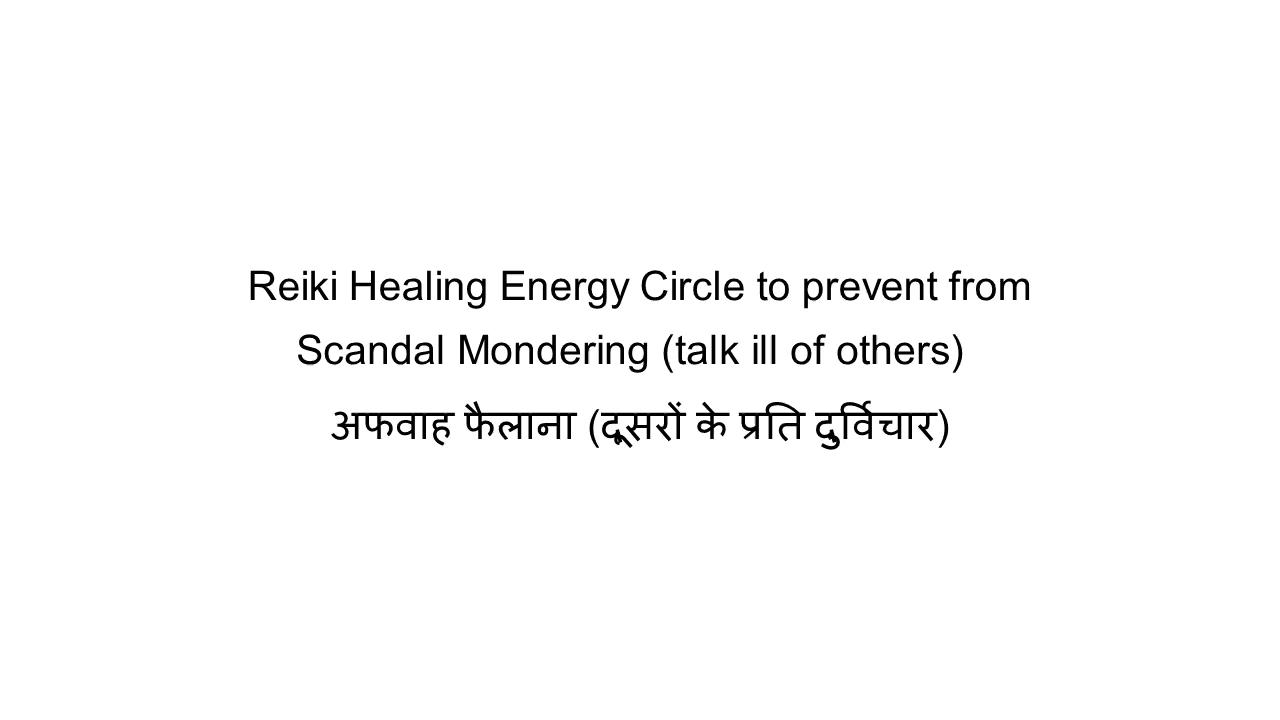 Reiki Healing Energy Circle to prevent from
Scandal Mondering (talk ill of others)
अफवाह फैलाना (दूसरों के प्रति दुर्विचार)